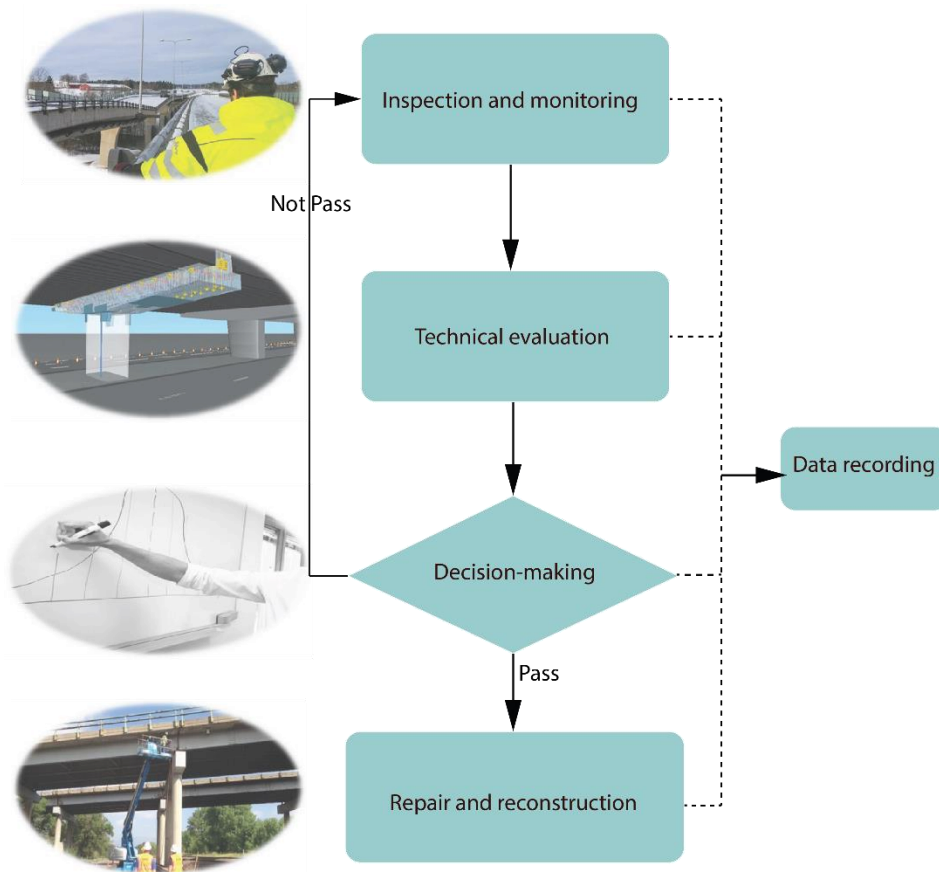 Inspection and monitoring
Not Pass
Technical evaluation
Data recording
Decision-making
Pass
Repair and reconstruction